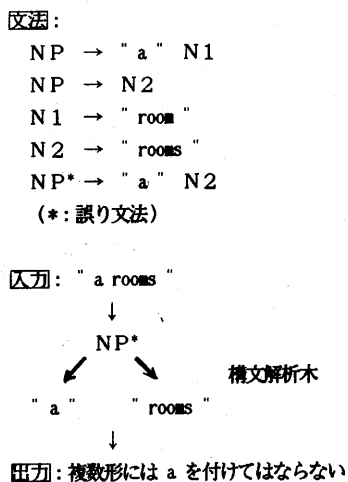 文法:
NP → "a" N1
NP → N2
N1 → "room"
N2 → "rooms"
NP* → "a" N2
(*:誤り文法)
入力: "a rooms"
↓
NP*
構文解析木
"a" "rooms"
↓
出力:複数形には a を付けてはならない